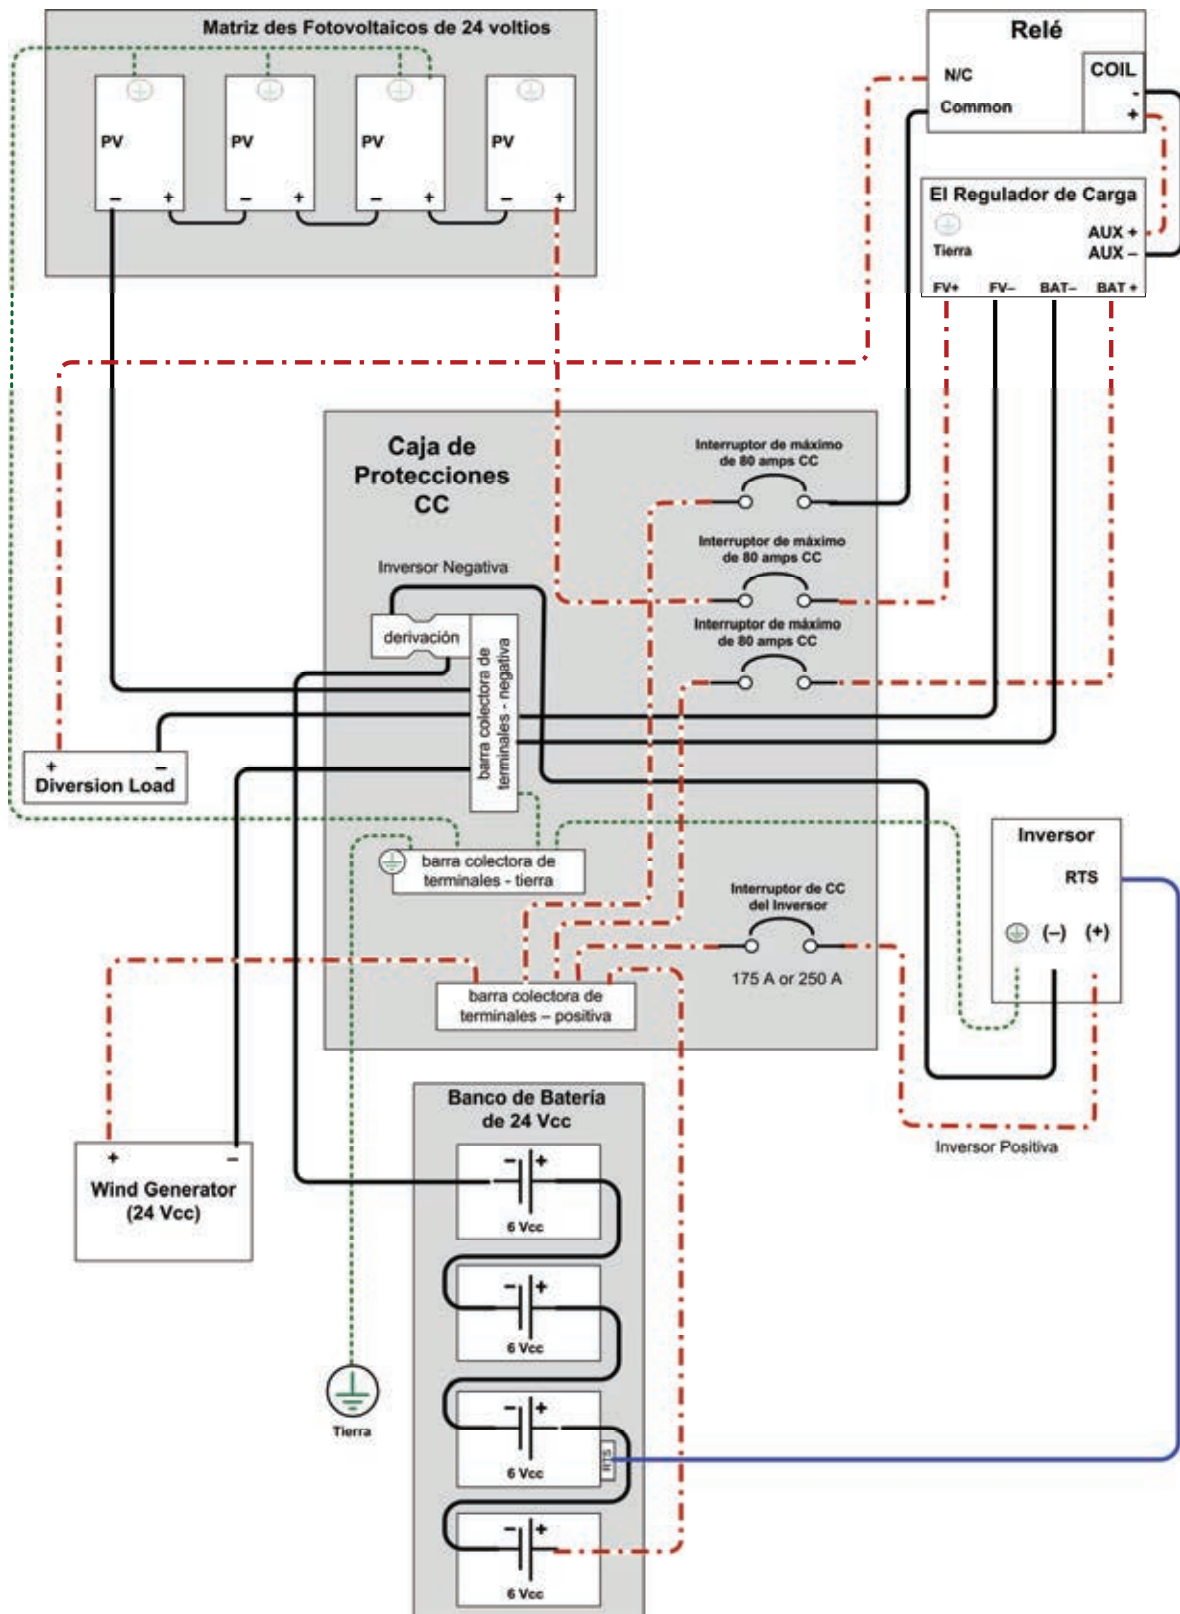 Matriz des Fotovoltaicos de 24 voltios
PV
PV
PV
PV
– +
– +
– +
– +
Relé
N/C
Common
COIL
-
+
El Regulador de Carga
Tierra
AUX +
AUX –
FV+ FV– BAT– BAT +
Caja de
Protecciones
CC
Interruptor de máximo
de 80 amps CC
Interruptor de máximo
de 80 amps CC
Interruptor de máximo
de 80 amps CC
Inversor Negativa
derivación
barra colectora de
terminales - negativa
+ –
Diversion Load
barra colectora de
terminales - tierra
Interruptor de CC
del Inversor
175 A or 250 A
barra colectora de
terminales – positiva
Inversor
RTS
(–) (+)
Inversor Positiva
+ –
Wind Generator
(24 Vcc)
Banco de Batería
de 24 Vcc
– +
6 Vcc
– +
6 Vcc
– +
6 Vcc
RTS
– +
6 Vcc
Tierra